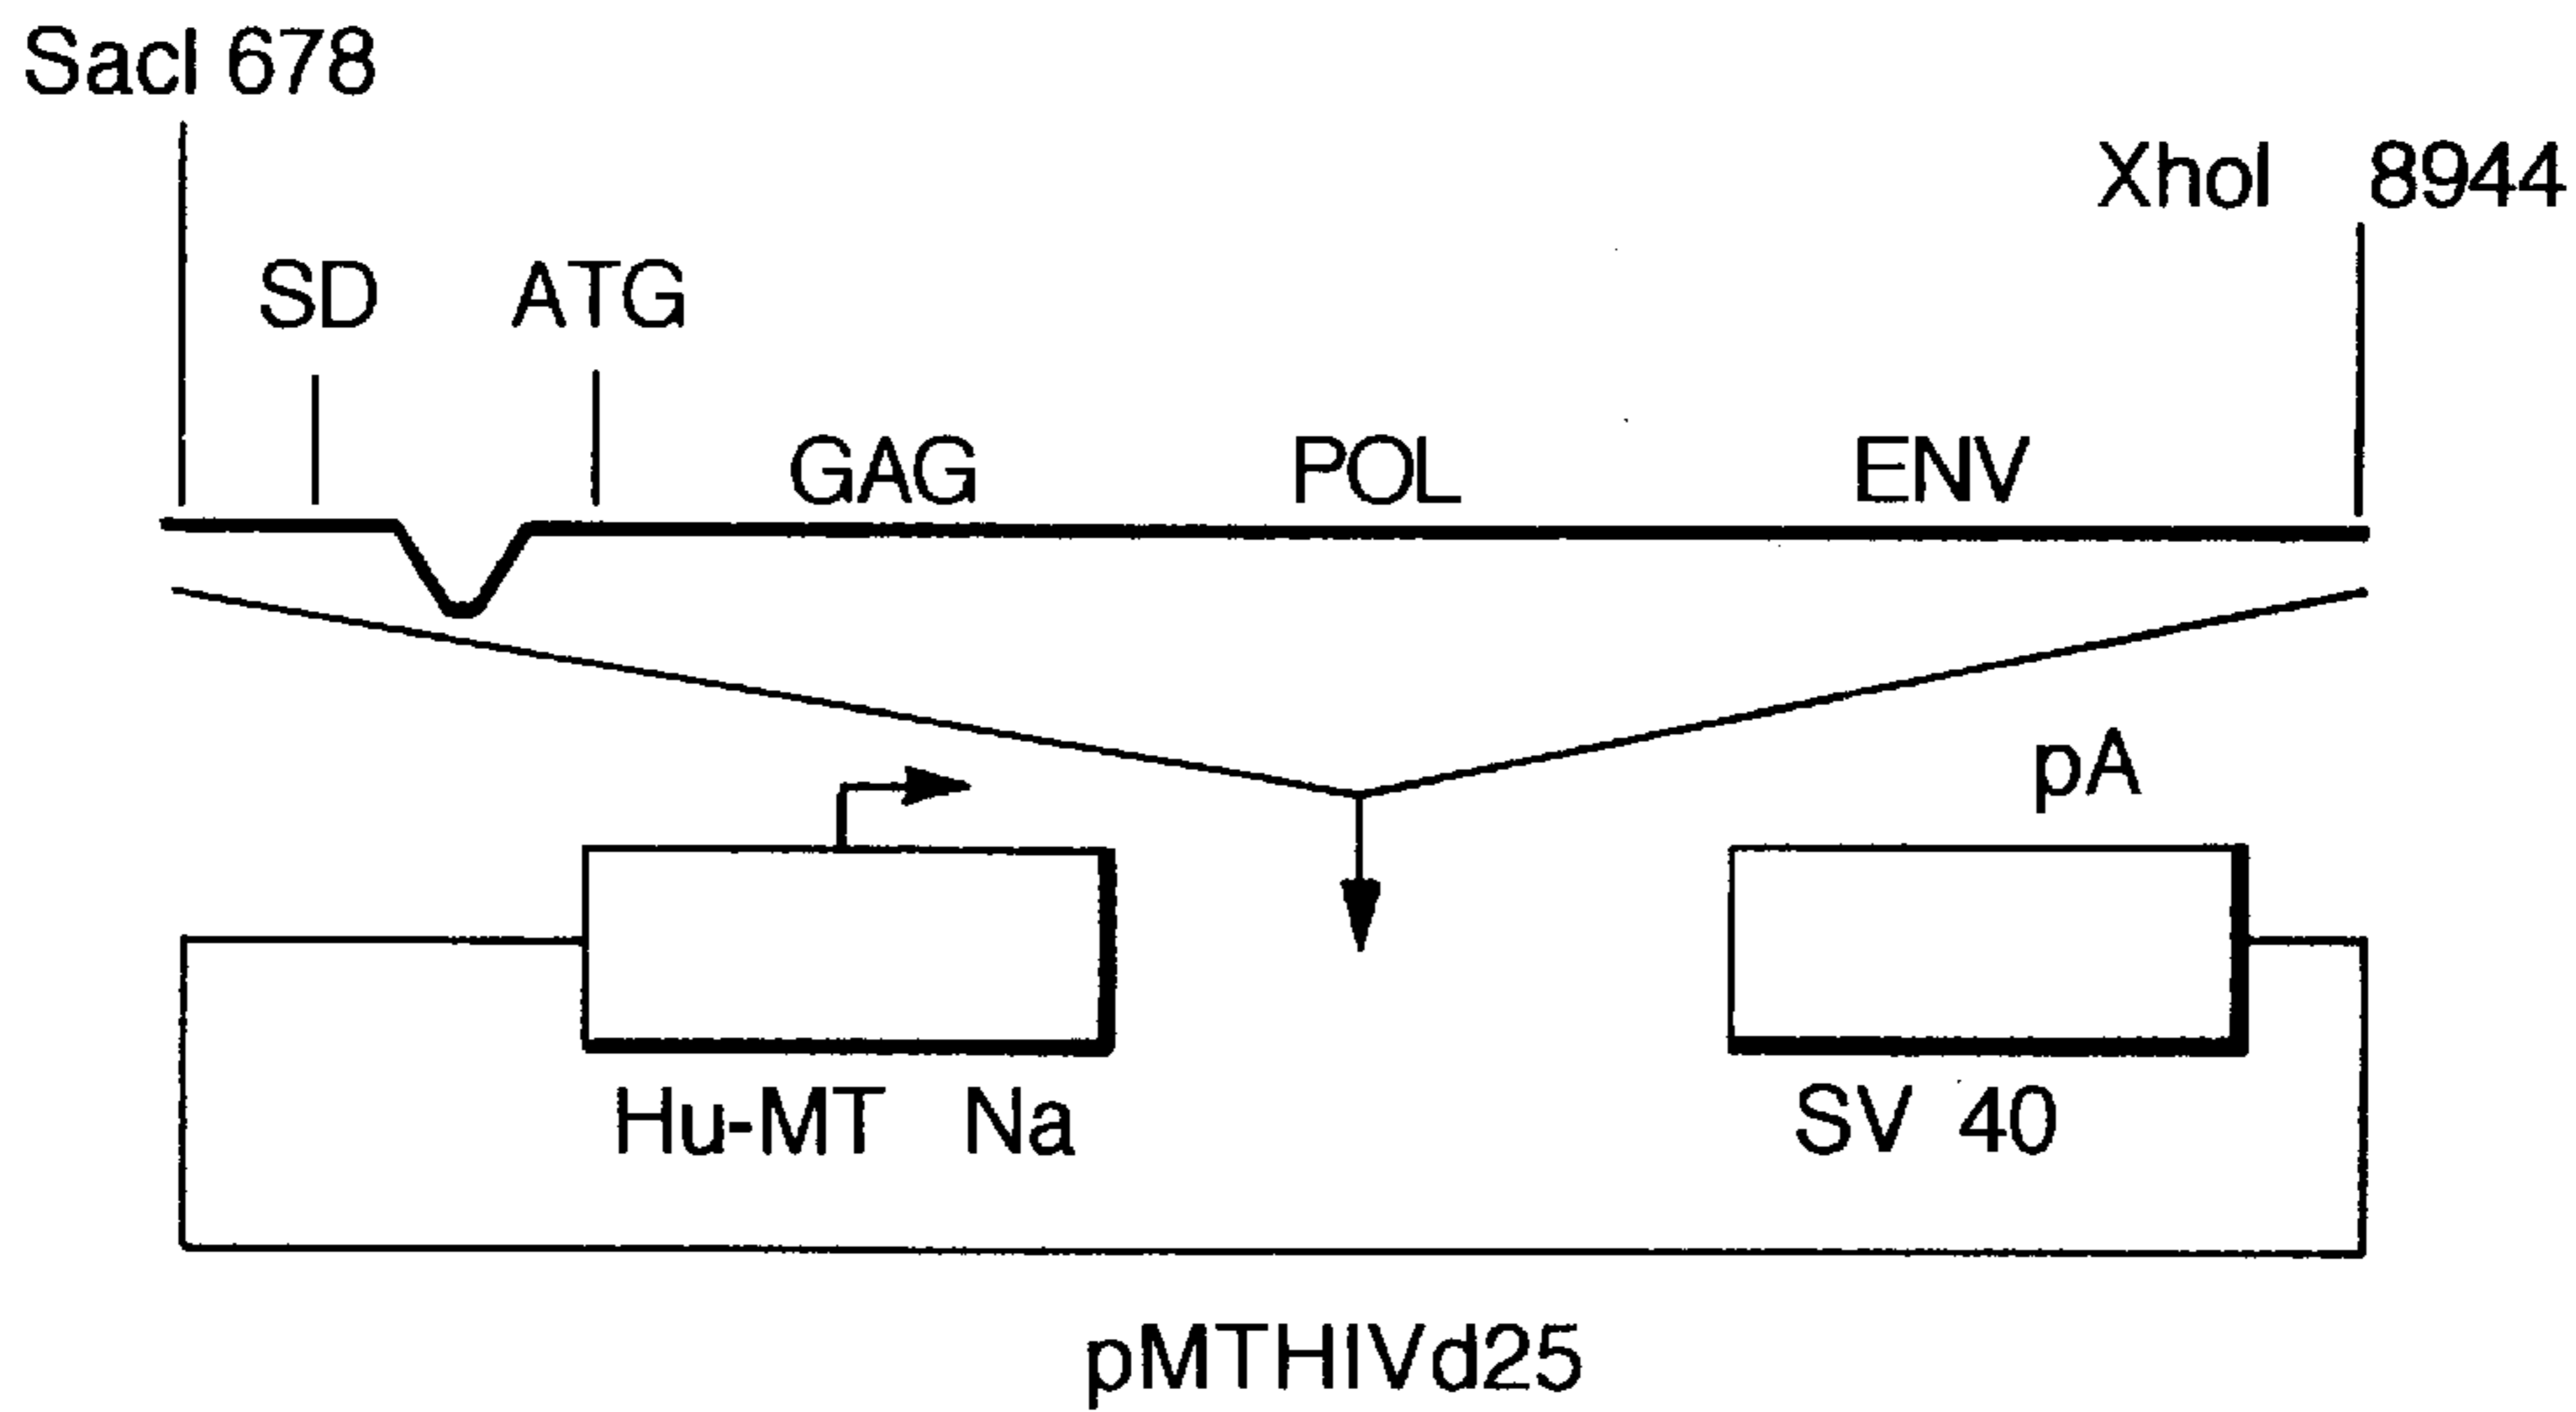 SacI 678
XhoI 8944
SD ATG
GAG POL ENV
pA
Hu-MT Na SV 40
pMTHIVd25